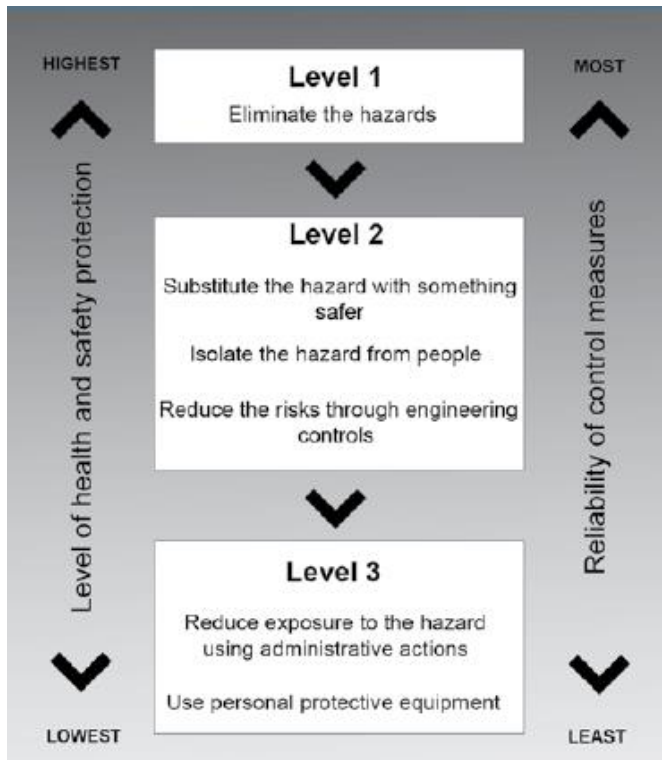 HIGHEST
Level of health and safety protection
LOWEST
Level 1
Eliminate the hazards
Level 2
Substitute the hazard with something
safer
Isolate the hazard from people
Reduce the risks through engineering
controls
Level 3
Reduce exposure to the hazard
using administrative actions
Use personal protective equipment
MOST
Reliability of control measures
LEAST